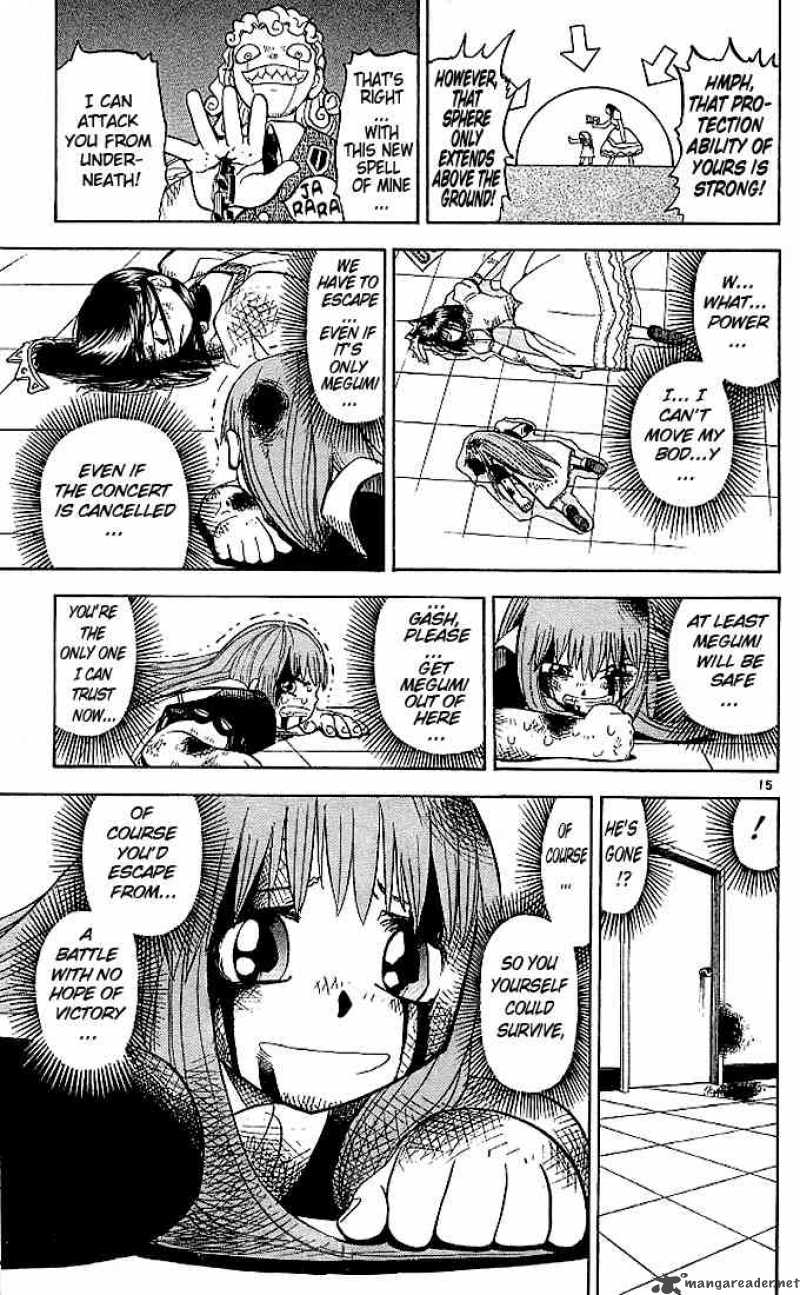 HMPH,
THAT PRO-
TECTION
ABILITY OF
YOURS IS
STRONG!
HOWEVER,
THAT
SPHERE
ONLY
EXTENDS
ABOVE THE
GROUND!
THAT'S
RIGHT
...
WITH
THIS NEW
SPELL
OF MINE
...
JA
RARA
I CAN
ATTACK
YOU FROM
UNDER-
NEATH!
W...
WHAT...
POWER
...
I... I
CAN'T
MOVE MY
BOD...Y
...
WE
HAVE TO
ESCAPE
...
EVEN IF
IT'S
ONLY
MEGUMI
...
EVEN IF
THE CONCERT
IS CANCELLED
...
AT LEAST
MEGUMI
WILL BE
SAFE
...
...
GASH,
PLEASE
...
GET
MEGUMI
OUT OF
HERE
...
YOU'RE
THE
ONLY ONE
I CAN
TRUST
NOW...
15
!
HE'S
GONE
!?
OF
COURSE
...
SO YOU
YOURSELF
COULD
SURVIVE,
OF
COURSE
YOU'D
ESCAPE
FROM...
A
BATTLE
WITH NO
HOPE OF
VICTORY
...
mangareader.net